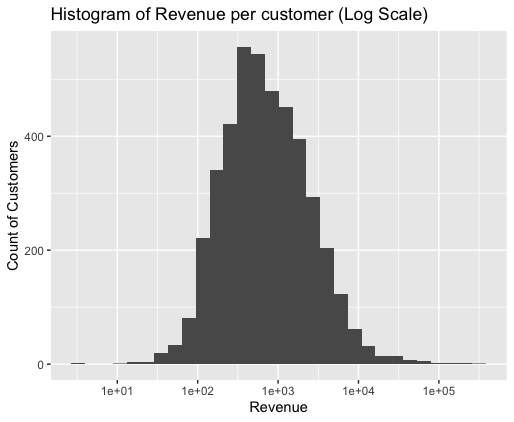 Histogram of Revenue per customer (Log Scale)
Count of Customers
400
200
0
1e+01 1e+02 1e+03 1e+04 1e+05
Revenue